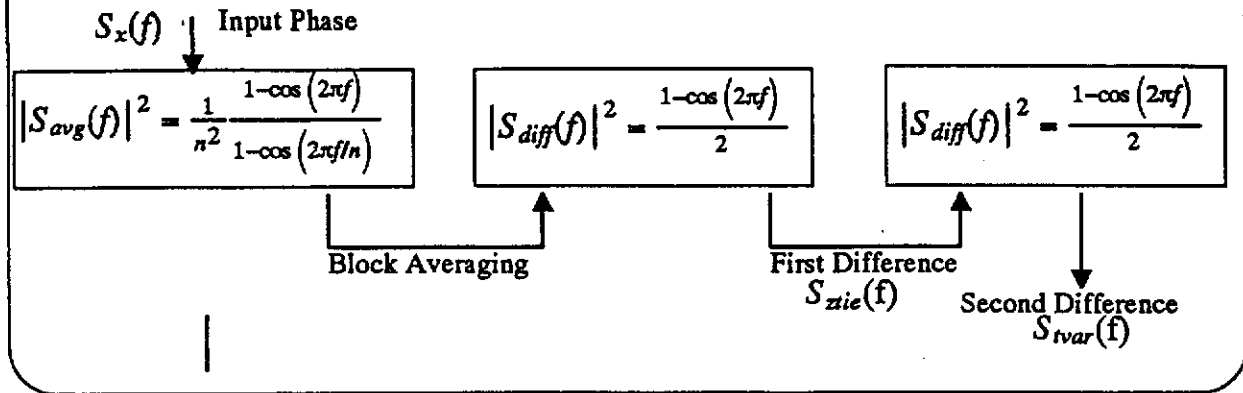 S_x(f) Input Phase
|S_avg(f)|^2 = 1/n^2 (1-cos(2πf))/(1-cos(2πf/n))
|S_diff(f)|^2 = (1-cos(2πf))/2
|S_diff(f)|^2 = (1-cos(2πf))/2
Block Averaging
First Difference
S_ztie(f)
Second Difference
S_tvar(f)